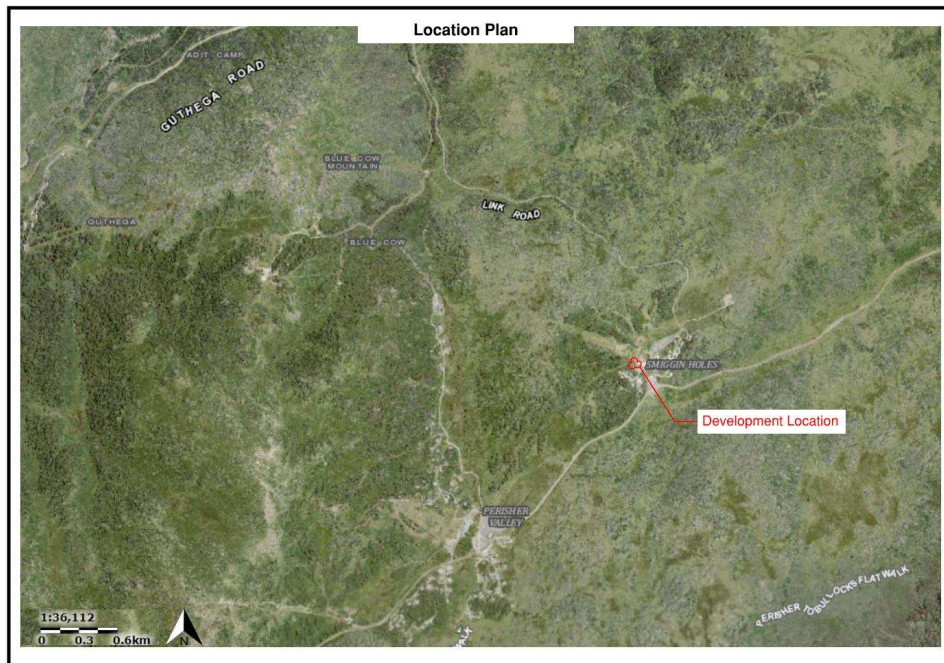 Location Plan
ADIT CAMP
GUTHEGA ROAD
BLUE COW
MOUNTAIN
LINK ROAD
GUTHEGA
BLUE COW
SMIGGIN HOLES
Development Location
PERISHER
VALLEY
PERISHER TO BULLOCKS FLAT WALK
1:36,112
0 0.3 0.6km
N
ALK